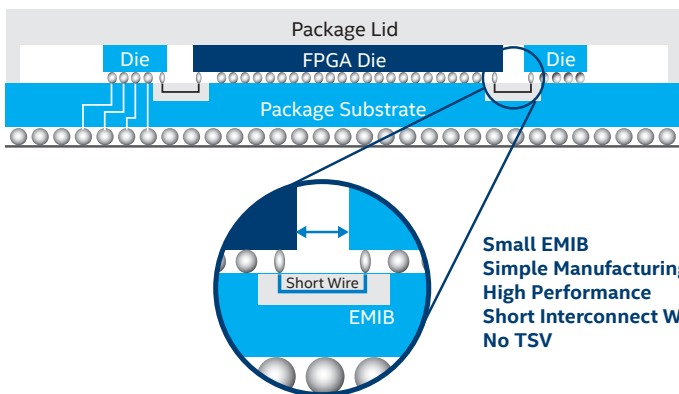 Package Lid
Die
FPGA Die
Die
Package Substrate
Short Wire
EMIB
Small EMIB
Simple Manufacturing
High Performance
Short Interconnect
No TSV